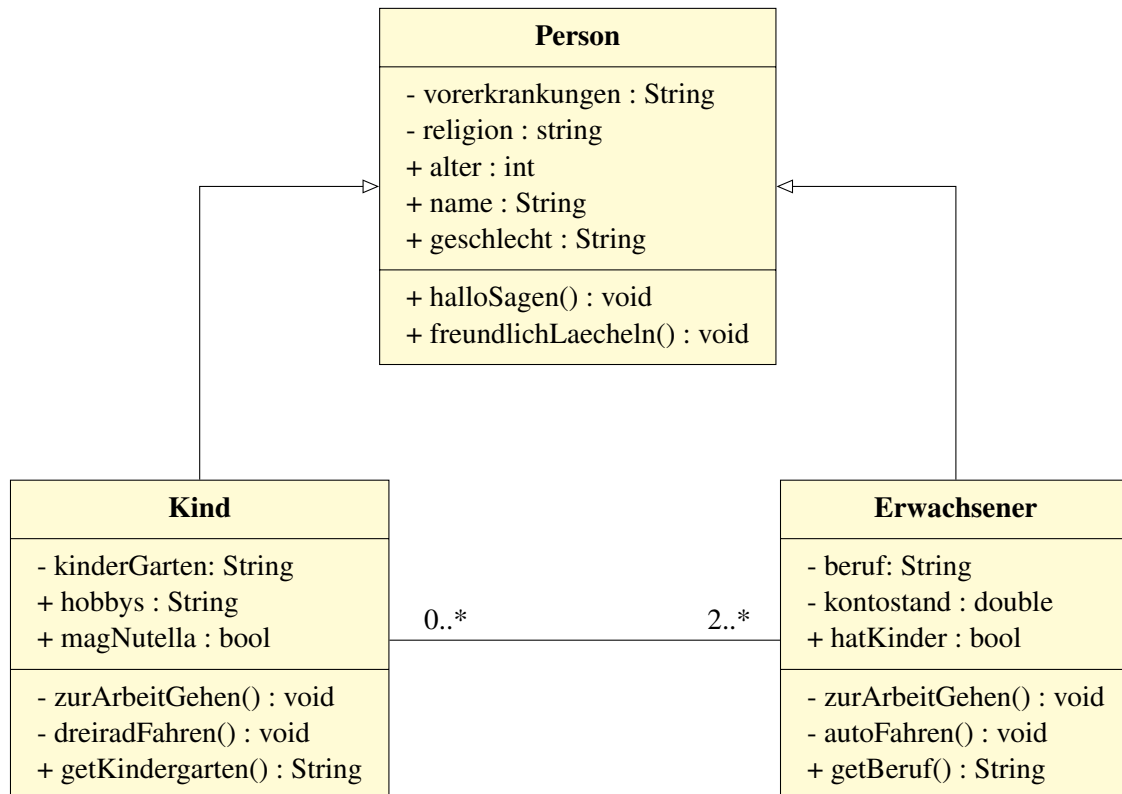 Person
- vorerkrankungen : String
- religion : string
+ alter : int
+ name : String
+ geschlecht : String
+ halloSagen() : void
+ freundlichLaecheln() : void
Kind
- kinderGarten: String
+ hobbys : String
+ magNutella : bool
- zurArbeitGehen() : void
- dreiradFahren() : void
+ getKindergarten() : String
0..*
2..*
Erwachsener
- beruf: String
- kontostand : double
+ hatKinder : bool
- zurArbeitGehen() : void
- autoFahren() : void
+ getBeruf() : String